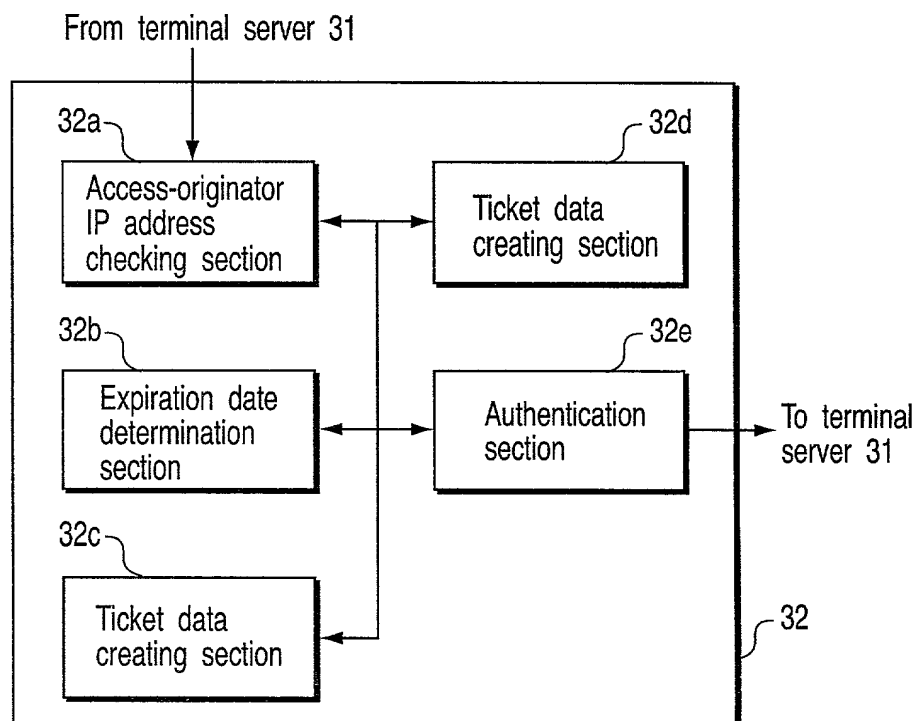 From terminal server 31
32a
Access-originator
IP address
checking section
32d
Ticket data
creating section
32b
Expiration date
determination
section
32e
Authentication
section
To terminal
server 31
32c
Ticket data
creating section
32